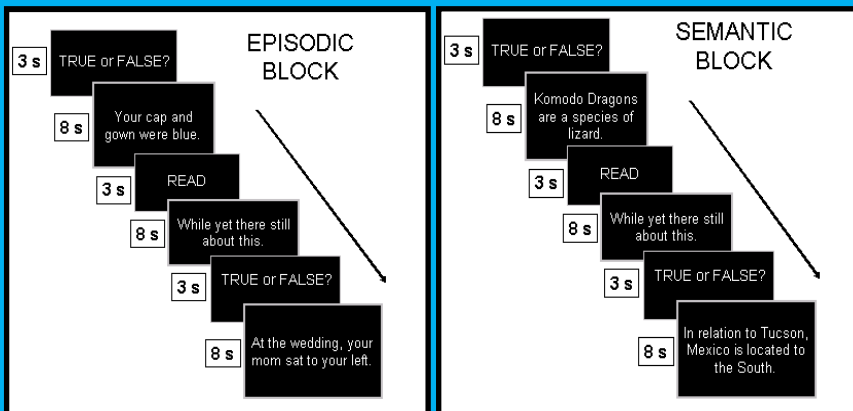 EPISODIC
BLOCK
3 s
TRUE or FALSE?
8 s
Your cap and
gown were blue.
3 s
READ
8 s
While yet there still
about this.
3 s
TRUE or FALSE?
8 s
At the wedding, your
mom sat to your left.
SEMANTIC
BLOCK
3 s
TRUE or FALSE?
8 s
Komodo Dragons
are a species of
lizard.
3 s
READ
8 s
While yet there still
about this.
3 s
TRUE or FALSE?
8 s
In relation to Tucson,
Mexico is located to
the South.